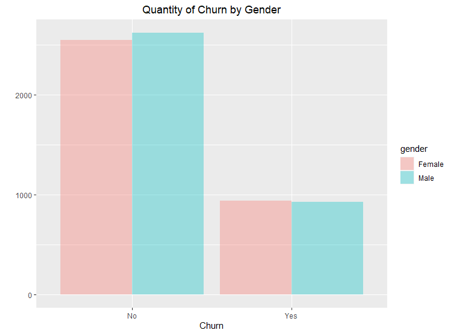 Quantity of Churn by Gender
2000
1000
0
No
Yes
Churn
gender
Female
Male